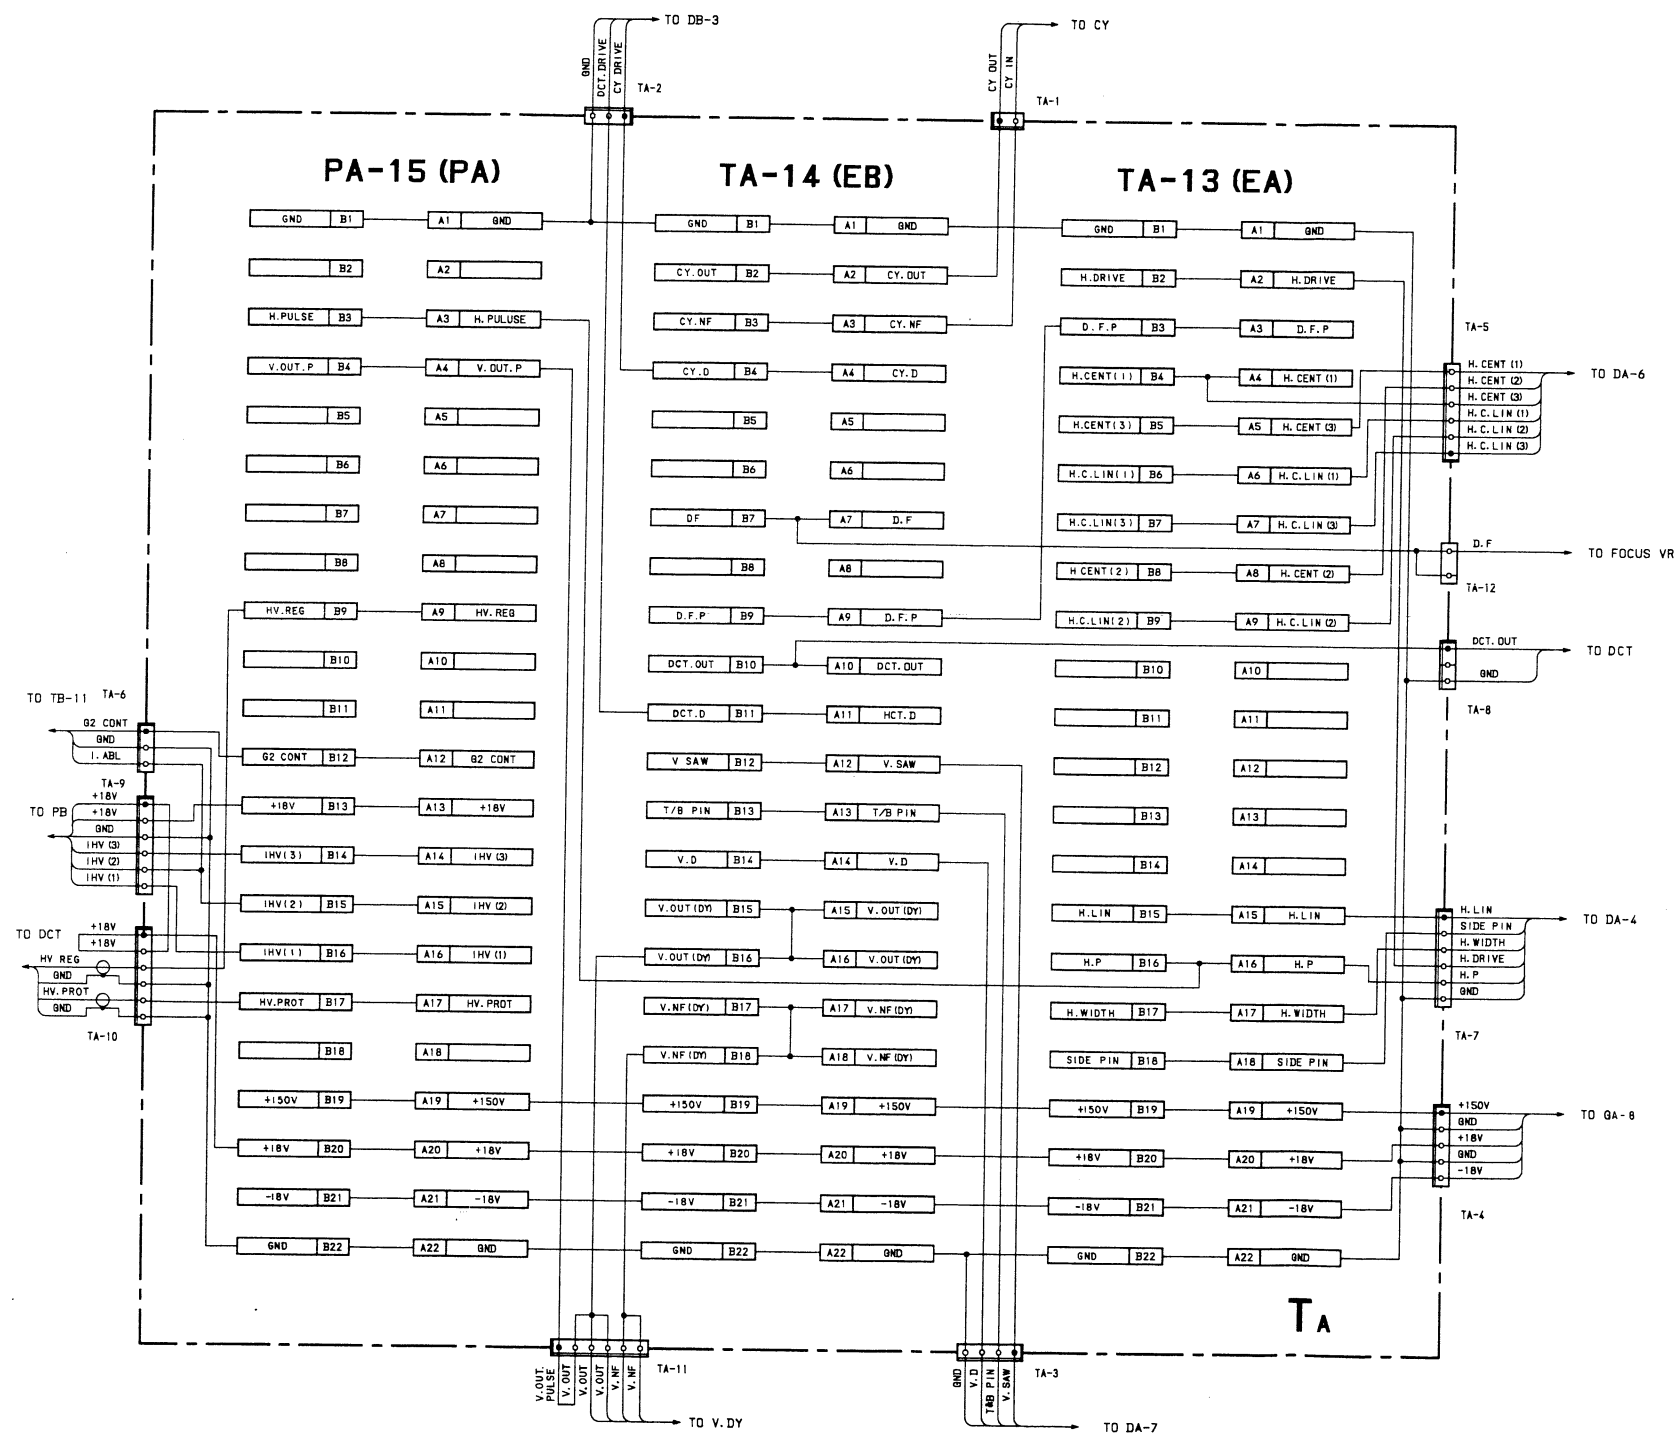 TO DB-3
TO CY
GND
DCT.DRIVE
CY DRIVE
TA-2
CY OUT
CY IN
TA-1
PA-15 (PA)
TA-14 (EB)
TA-13 (EA)
GND B1 A1 GND
B2 A2
H.PULSE B3 A3 H.PULUSE
V.OUT.P B4 A4 V.OUT.P
B5 A5
B6 A6
B7 A7
B8 A8
HV.REG B9 A9 HV.REG
B10 A10
B11 A11
G2 CONT B12 A12 G2 CONT
+18V B13 A13 +18V
IHV(3) B14 A14 IHV(3)
IHV(2) B15 A15 IHV(2)
IHV(1) B16 A16 IHV(1)
HV.PROT B17 A17 HV.PROT
B18 A18
+150V B19 A19 +150V
+18V B20 A20 +18V
-18V B21 A21 -18V
GND B22 A22 GND
GND B1 A1 GND
CY.OUT B2 A2 CY.OUT
CY.NF B3 A3 CY.NF
CY.D B4 A4 CY.D
B5 A5
B6 A6
DF B7 A7 D.F
B8 A8
D.F.P B9 A9 D.F.P
DCT.OUT B10 A10 DCT.OUT
DCT.D B11 A11 HCT.D
V SAW B12 A12 V.SAW
T/B PIN B13 A13 T/B PIN
V.D B14 A14 V.D
V.OUT(DY) B15 A15 V.OUT(DY)
V.OUT(DY) B16 A16 V.OUT(DY)
V.NF(DY) B17 A17 V.NF(DY)
V.NF(DY) B18 A18 V.NF(DY)
+150V B19 A19 +150V
+18V B20 A20 +18V
-18V B21 A21 -18V
GND B22 A22 GND
GND B1 A1 GND
H.DRIVE B2 A2 H.DRIVE
D.F.P B3 A3 D.F.P
H.CENT(1) B4 A4 H.CENT(1)
H.CENT(3) B5 A5 H.CENT(3)
H.C.LIN(1) B6 A6 H.C.LIN(1)
H.C.LIN(3) B7 A7 H.C.LIN(3)
H CENT(2) B8 A8 H.CENT(2)
H.C.LIN(2) B9 A9 H.C.LIN(2)
B10 A10
B11 A11
B12 A12
B13 A13
B14 A14
H.LIN B15 A15 H.LIN
H.P B16 A16 H.P
H.WIDTH B17 A17 H.WIDTH
SIDE PIN B18 A18 SIDE PIN
+150V B19 A19 +150V
+18V B20 A20 +18V
-18V B21 A21 -18V
GND B22 A22 GND
TO TB-11 TA-6
G2 CONT
GND
I.ABL
TA-9
+18V
TO PB
+18V
GND
IHV(3)
IHV(2)
IHV(1)
+18V
TO DCT
+18V
HV REG
GND
HV.PROT
GND
TA-10
TA-5
H.CENT(1)
TO DA-6
H.CENT(2)
H.CENT(3)
H.C.LIN(1)
H.C.LIN(2)
H.C.LIN(3)
D.F
TO FOCUS VR
TA-12
DCT.OUT
TO DCT
GND
TA-8
H.LIN
TO DA-4
SIDE PIN
H.WIDTH
H.DRIVE
H.P
GND
TA-7
+150V
TO GA-8
GND
+18V
GND
-18V
TA-4
TA
V.OUT.
PULSE
V.OUT
V.OUT
V.OUT
V.NF
V.NF
TA-11
TO V.DY
GND
V.D
T&B PIN
V.SAW
TA-3
TO DA-7